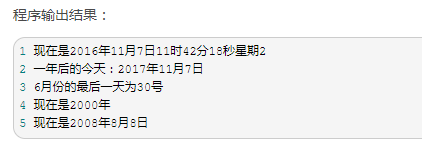 程序输出结果：
1 现在是2016年11月7日11时42分18秒星期2
2 一年后的今天：2017年11月7日
3 6月份的最后一天为30号
4 现在是2000年
5 现在是2008年8月8日